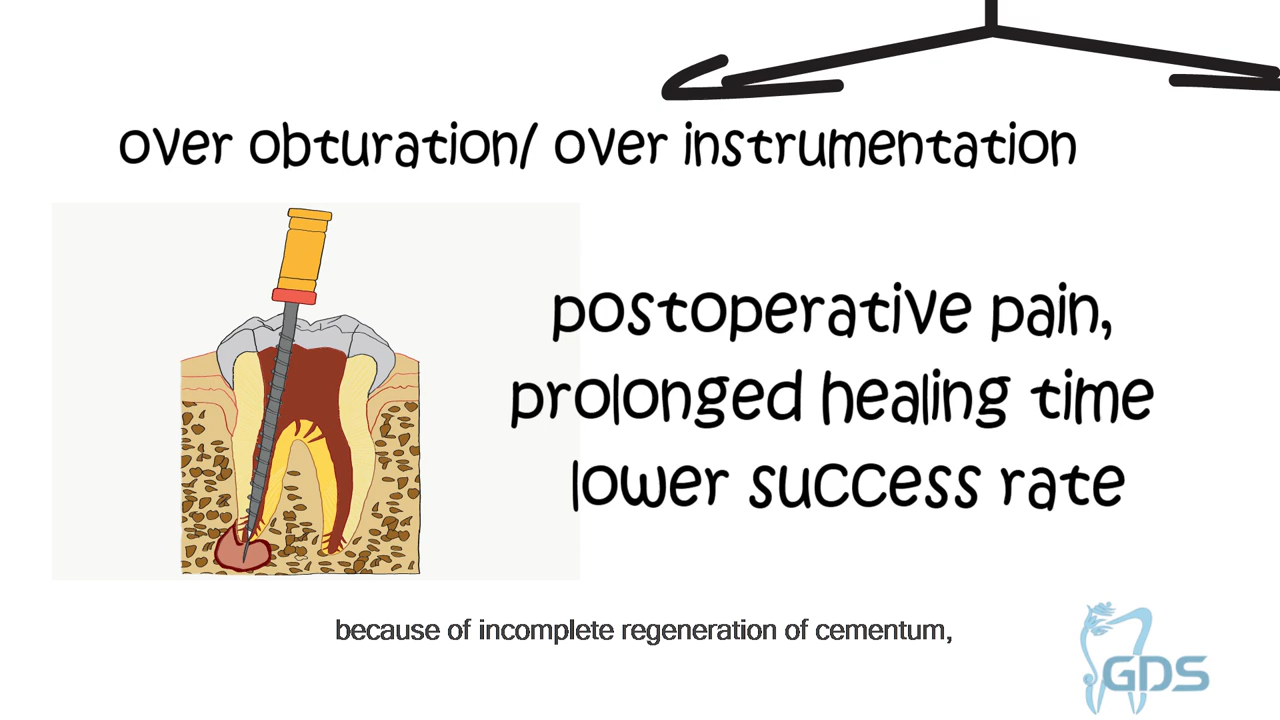 over obturation/ over instrumentation
postoperative pain,
prolonged healing time
lower success rate
because of incomplete regeneration of cementum,
GDS